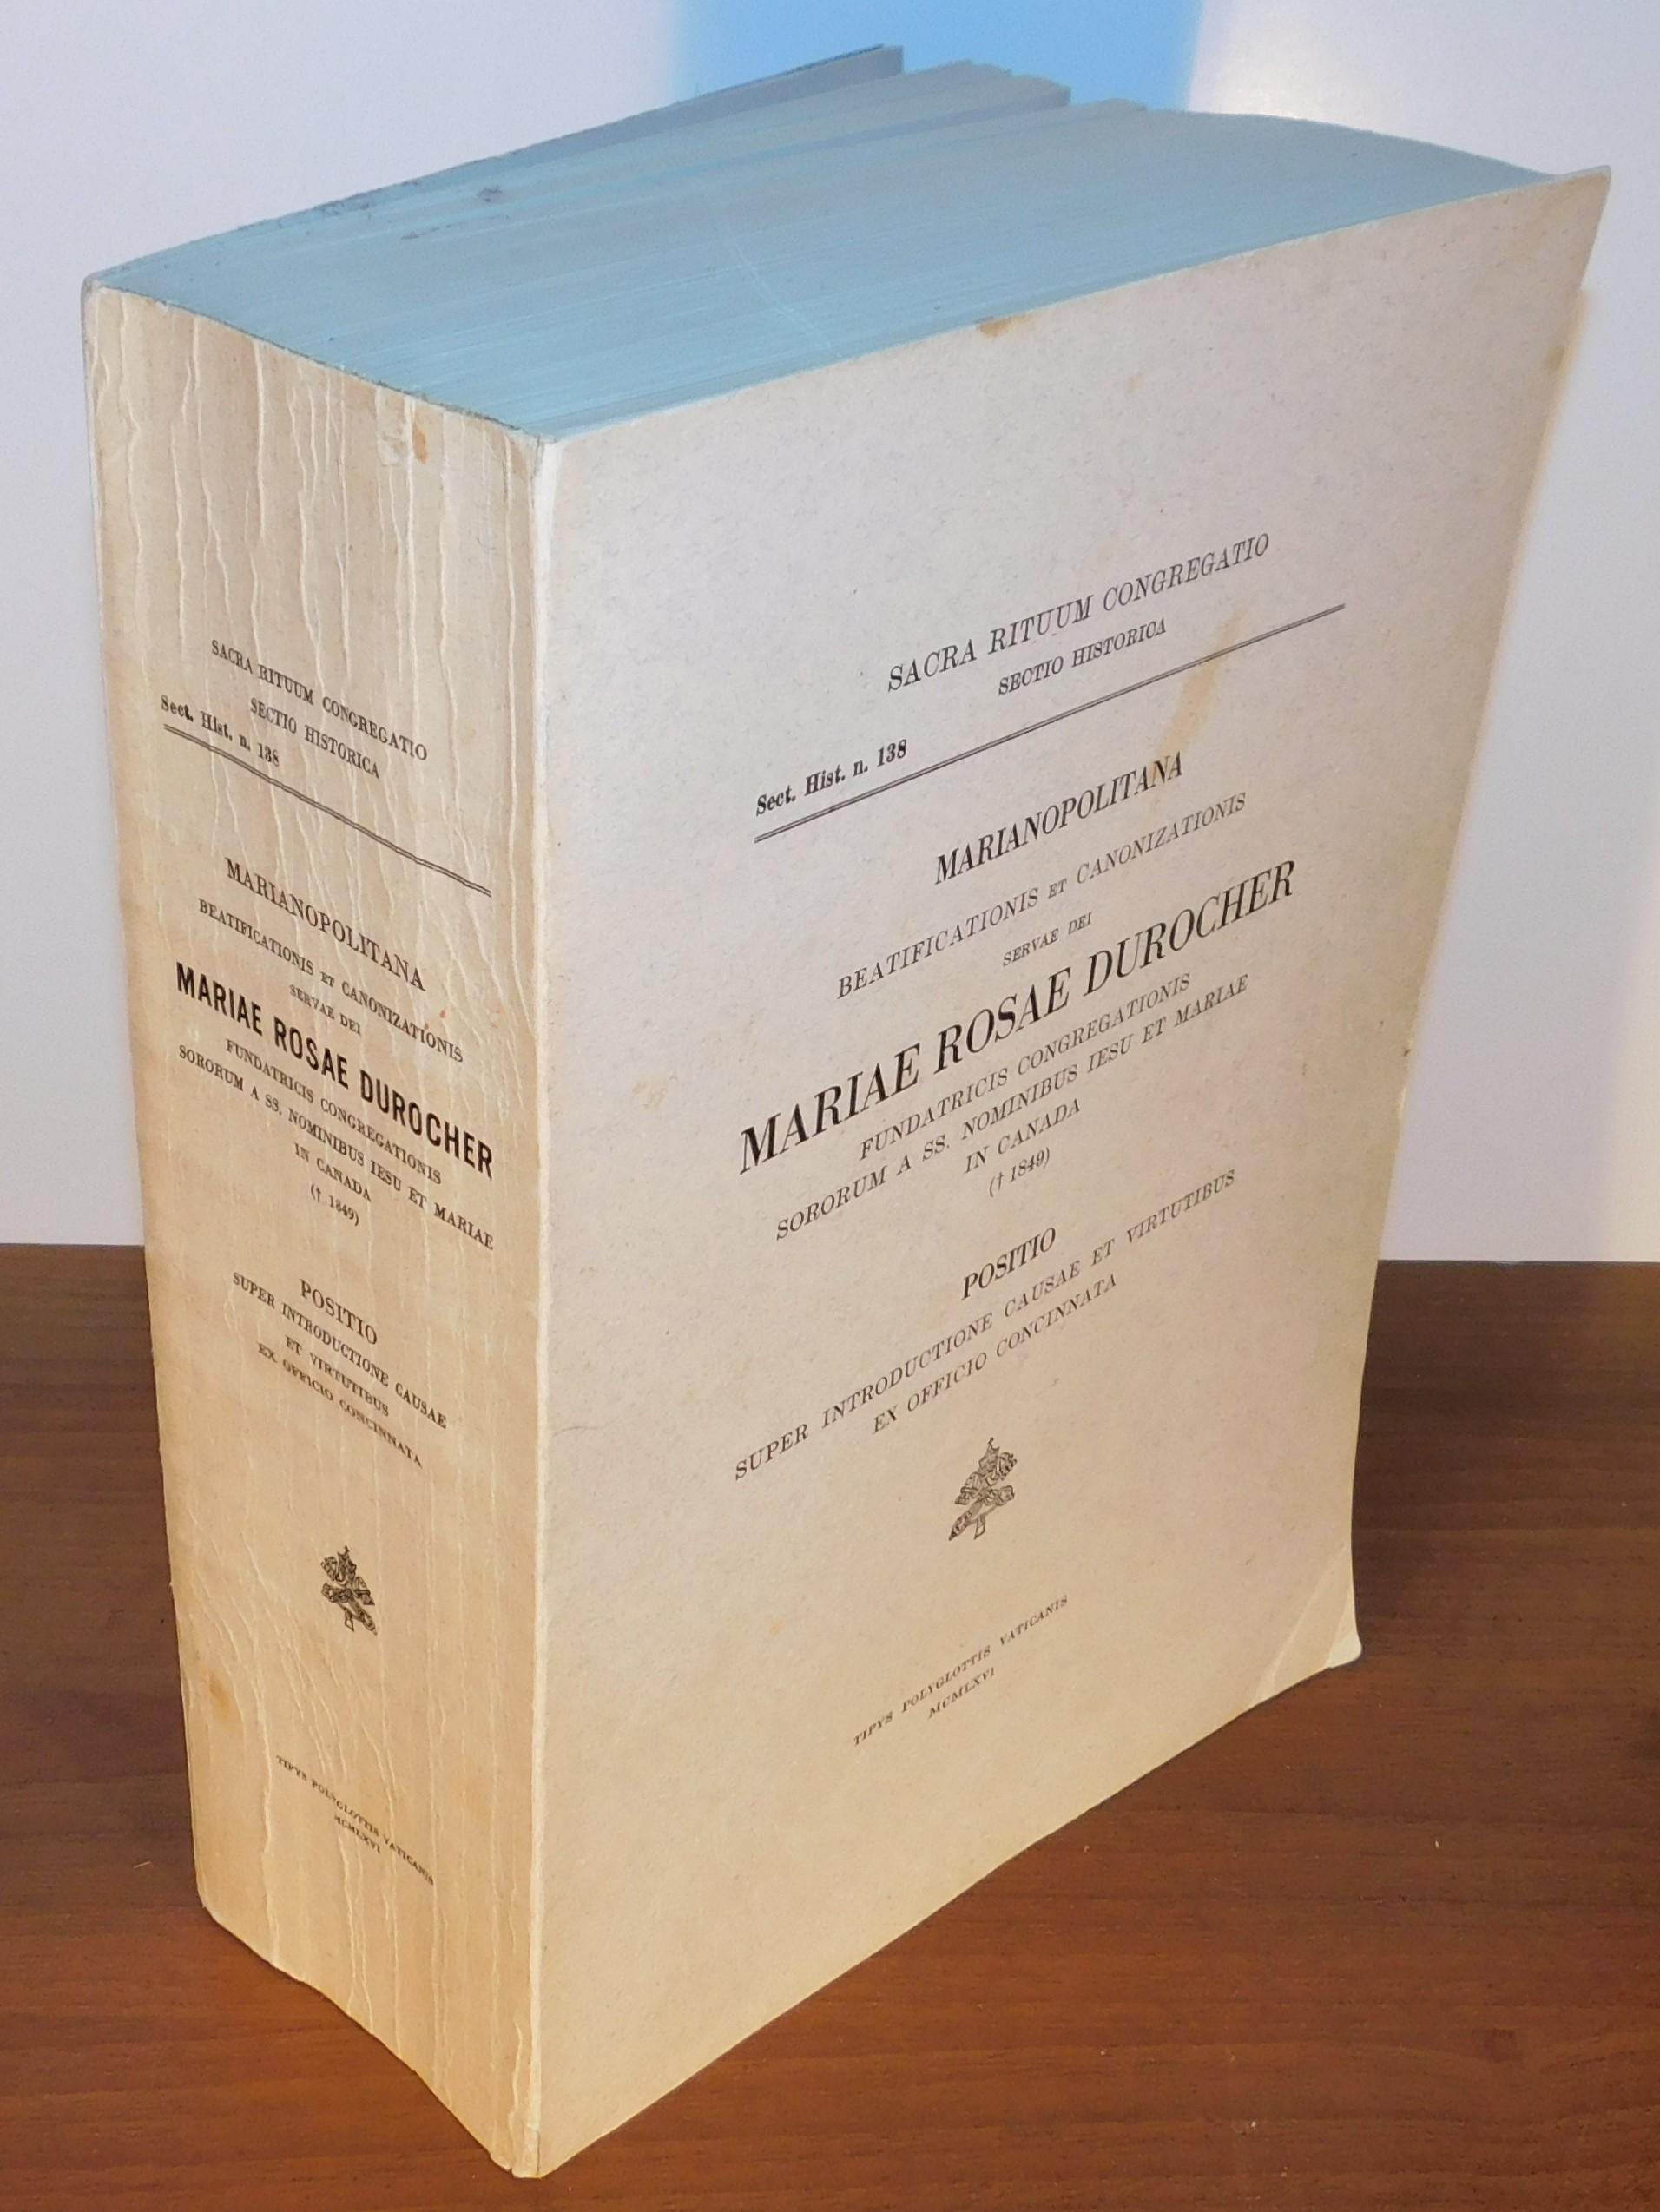 SACRA RITUUM CONGREGATIO
SECTIO HISTORICA
Sect. Hist. n. 138
MARIANOPOLITANA
BEATIFICATIONIS ET CANONIZATIONIS
SERVAE DEI
MARIAE ROSAE DUROCHER
FUNDATRICIS CONGREGATIONIS
SORORUM A SS. NOMINIBUS IESU ET MARIAE
IN CANADA
(† 1849)
POSITIO
SUPER INTRODUCTIONE CAUSAE
ET VIRTUTIBUS
EX OFFICIO CONCINNATA
TIPYS POLYGLOTTIS VATICANIS
MCMLXVI
SACRA RITUUM CONGREGATIO
SECTIO HISTORICA
Sect. Hist. n. 138
MARIANOPOLITANA
BEATIFICATIONIS ET CANONIZATIONIS
SERVAE DEI
MARIAE ROSAE DUROCHER
FUNDATRICIS CONGREGATIONIS
SORORUM A SS. NOMINIBUS IESU ET MARIAE
IN CANADA
(† 1849)
POSITIO
SUPER INTRODUCTIONE CAUSAE ET VIRTUTIBUS
EX OFFICIO CONCINNATA
TIPYS POLYGLOTTIS VATICANIS
MCMLXVI